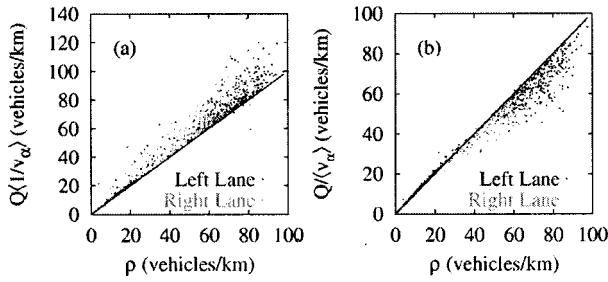 (a)
Q⟨1/vα⟩ (vehicles/km)
140
120
100
80
60
40
20
0
Left Lane
Right Lane
0 20 40 60 80 100
ρ (vehicles/km)
(b)
Q/⟨vα⟩ (vehicles/km)
100
80
60
40
20
0
Left Lane
Right Lane
0 20 40 60 80 100
ρ (vehicles/km)